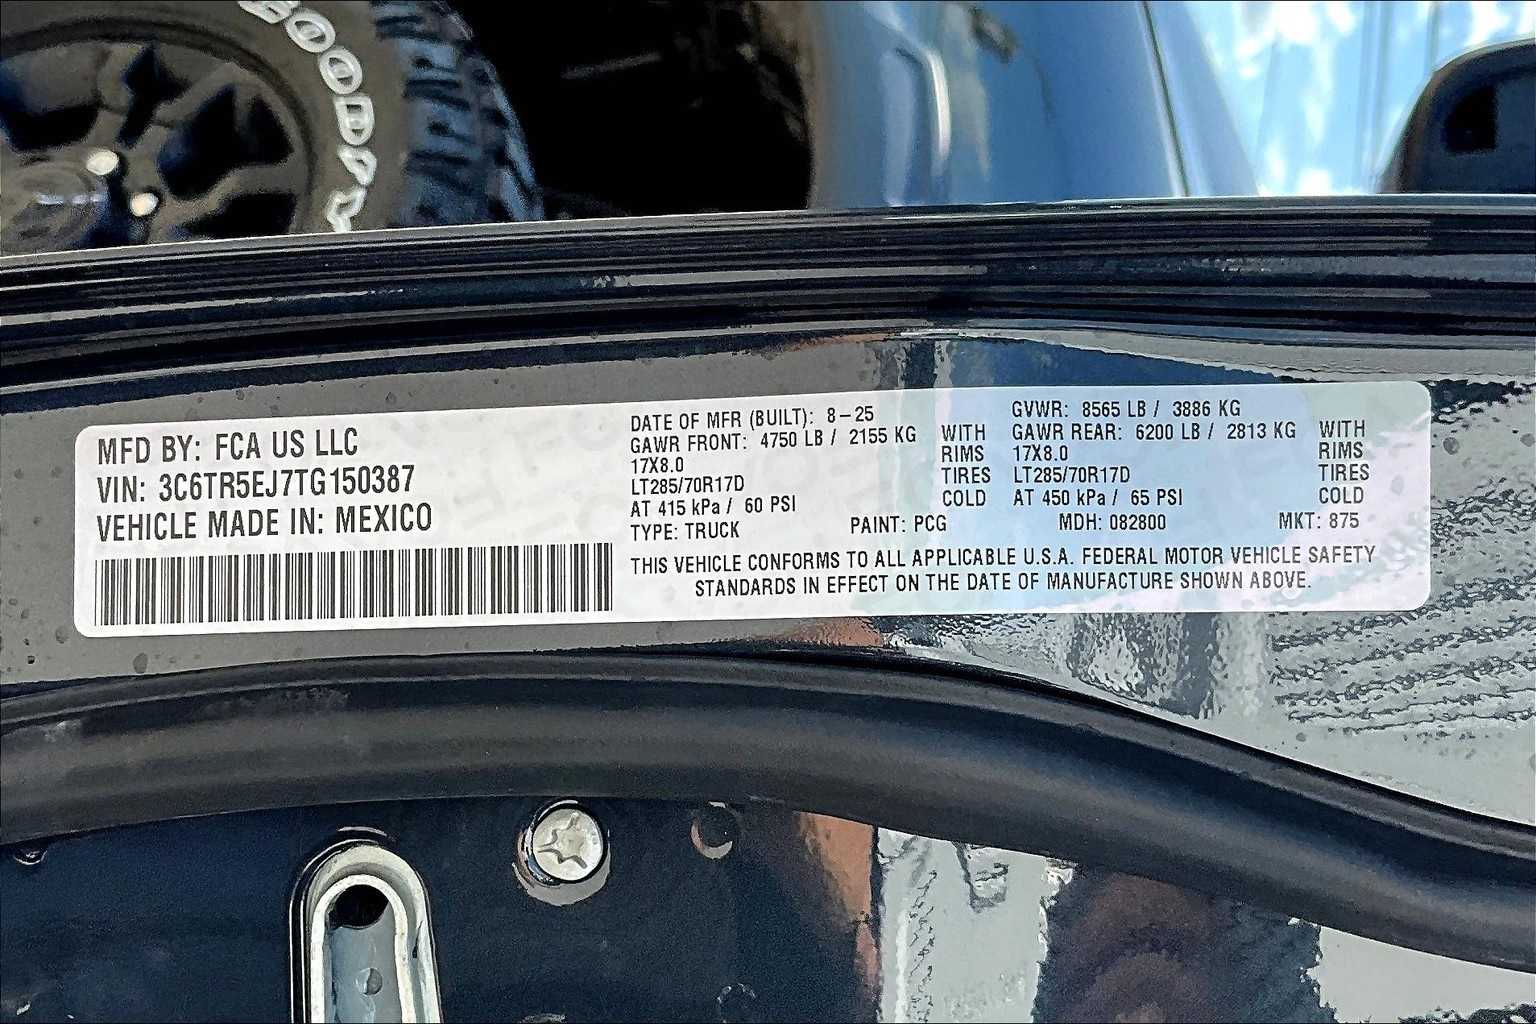 GOODY
MFD BY: FCA US LLC
VIN: 3C6TR5EJ7TG150387
VEHICLE MADE IN: MEXICO
DATE OF MFR (BUILT): 8-25
GAWR FRONT: 4750 LB / 2155 KG WITH
17X8.0 RIMS
LT285/70R17D TIRES
AT 415 kPa / 60 PSI COLD
GVWR: 8565 LB / 3886 KG
GAWR REAR: 6200 LB / 2813 KG WITH
17X8.0 RIMS
LT285/70R17D TIRES
AT 450 kPa / 65 PSI COLD
TYPE: TRUCK PAINT: PCG MDH: 082800 MKT: 875
THIS VEHICLE CONFORMS TO ALL APPLICABLE U.S.A. FEDERAL MOTOR VEHICLE SAFETY
STANDARDS IN EFFECT ON THE DATE OF MANUFACTURE SHOWN ABOVE.